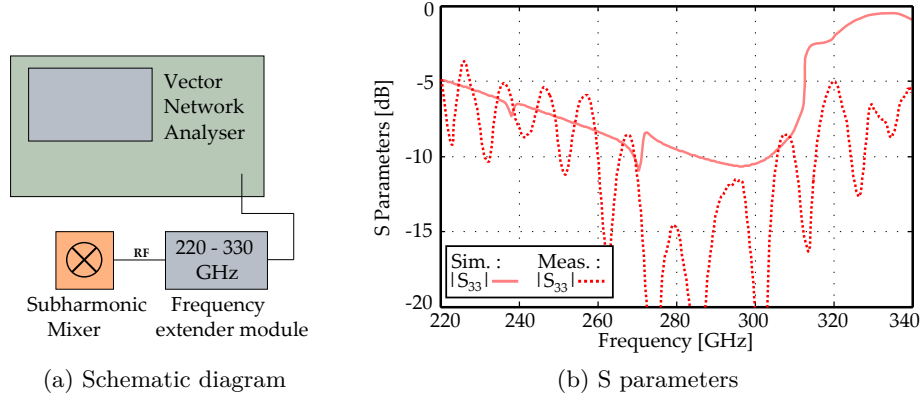 Vector
Network
Analyser
RF
220 - 330
GHz
Subharmonic
Mixer
Frequency
extender module
(a) Schematic diagram
S Parameters [dB]
0
-5
-10
-15
-20
Sim. :
|S33|
Meas. :
|S33|
220
240
260
280
300
320
340
Frequency [GHz]
(b) S parameters